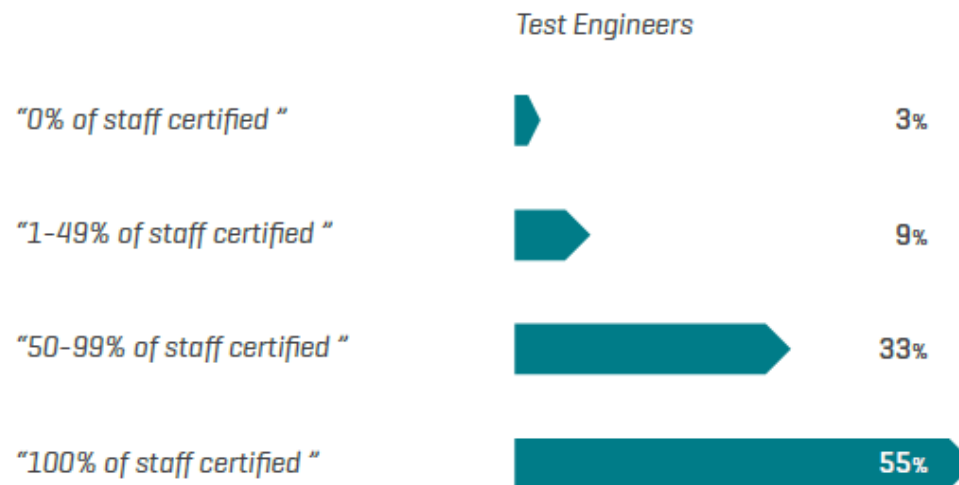 Test Engineers
“0% of staff certified ” 3%
“1-49% of staff certified ” 9%
“50-99% of staff certified ” 33%
“100% of staff certified ” 55%